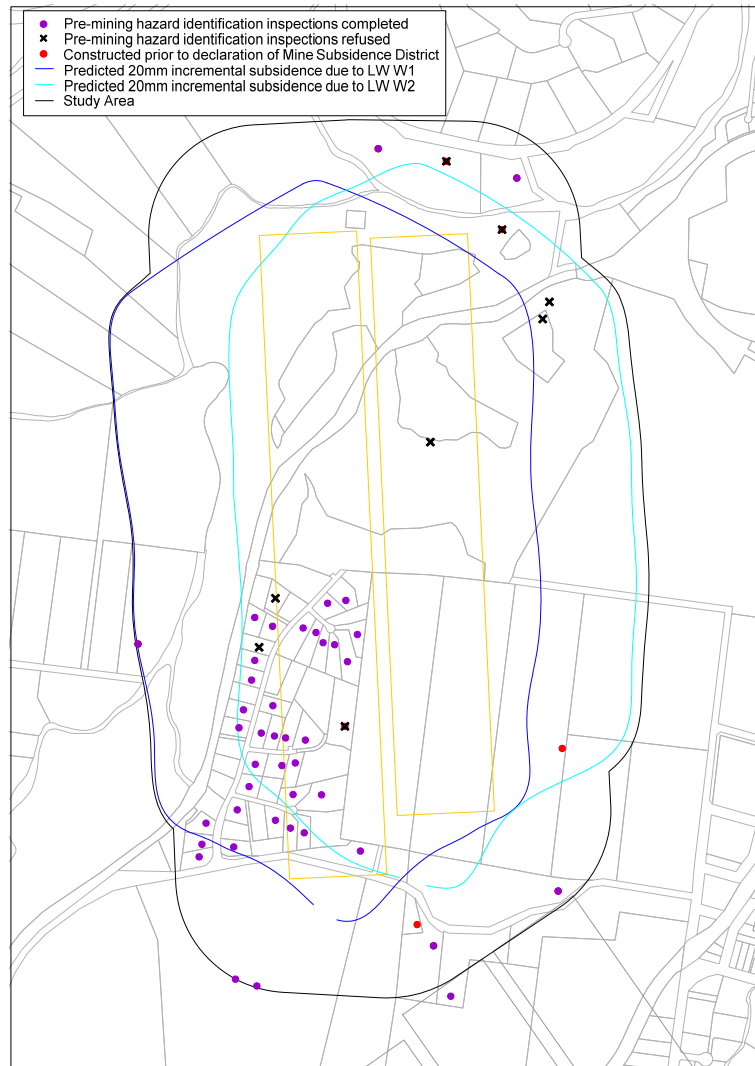 Pre-mining hazard identification inspections completed
Pre-mining hazard identification inspections refused
Constructed prior to declaration of Mine Subsidence District
Predicted 20mm incremental subsidence due to LW W1
Predicted 20mm incremental subsidence due to LW W2
Study Area